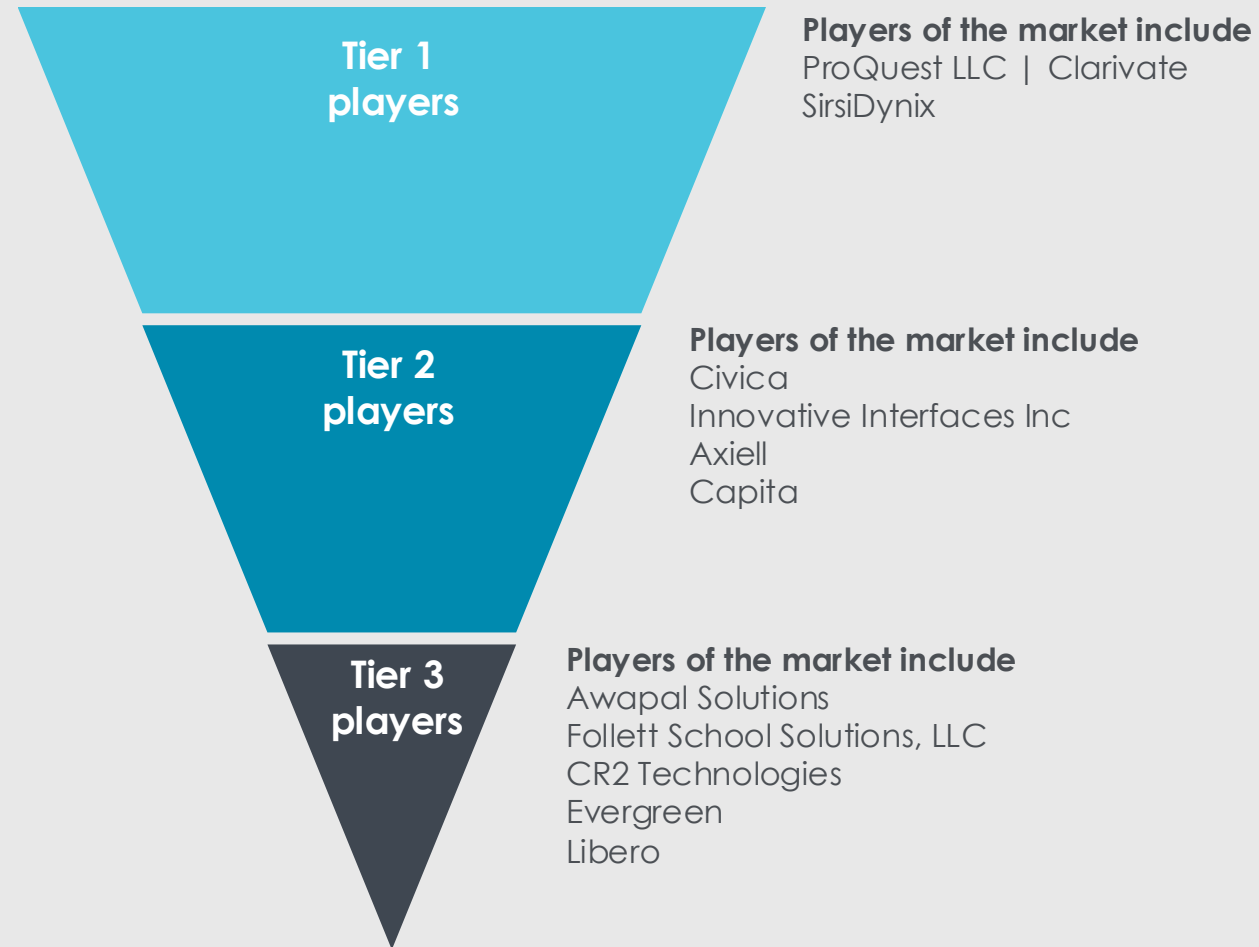 Tier 1
players
Players of the market include
ProQuest LLC | Clarivate
SirsiDynix
Tier 2
players
Players of the market include
Civica
Innovative Interfaces Inc
Axiell
Capita
Tier 3
players
Players of the market include
Awapal Solutions
Follett School Solutions, LLC
CR2 Technologies
Evergreen
Libero